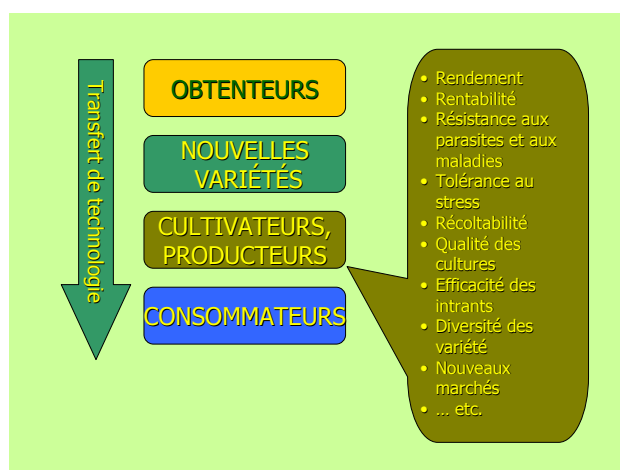 Transfert de technologie
OBTENTEURS
NOUVELLES
VARIÉTÉS
CULTIVATEURS,
PRODUCTEURS
CONSOMMATEURS
• Rendement
• Rentabilité
• Résistance aux
parasites et aux
maladies
• Tolérance au
stress
• Récoltabilité
• Qualité des
cultures
• Efficacité des
intrants
• Diversité des
variété
• Nouveaux
marchés
• … etc.